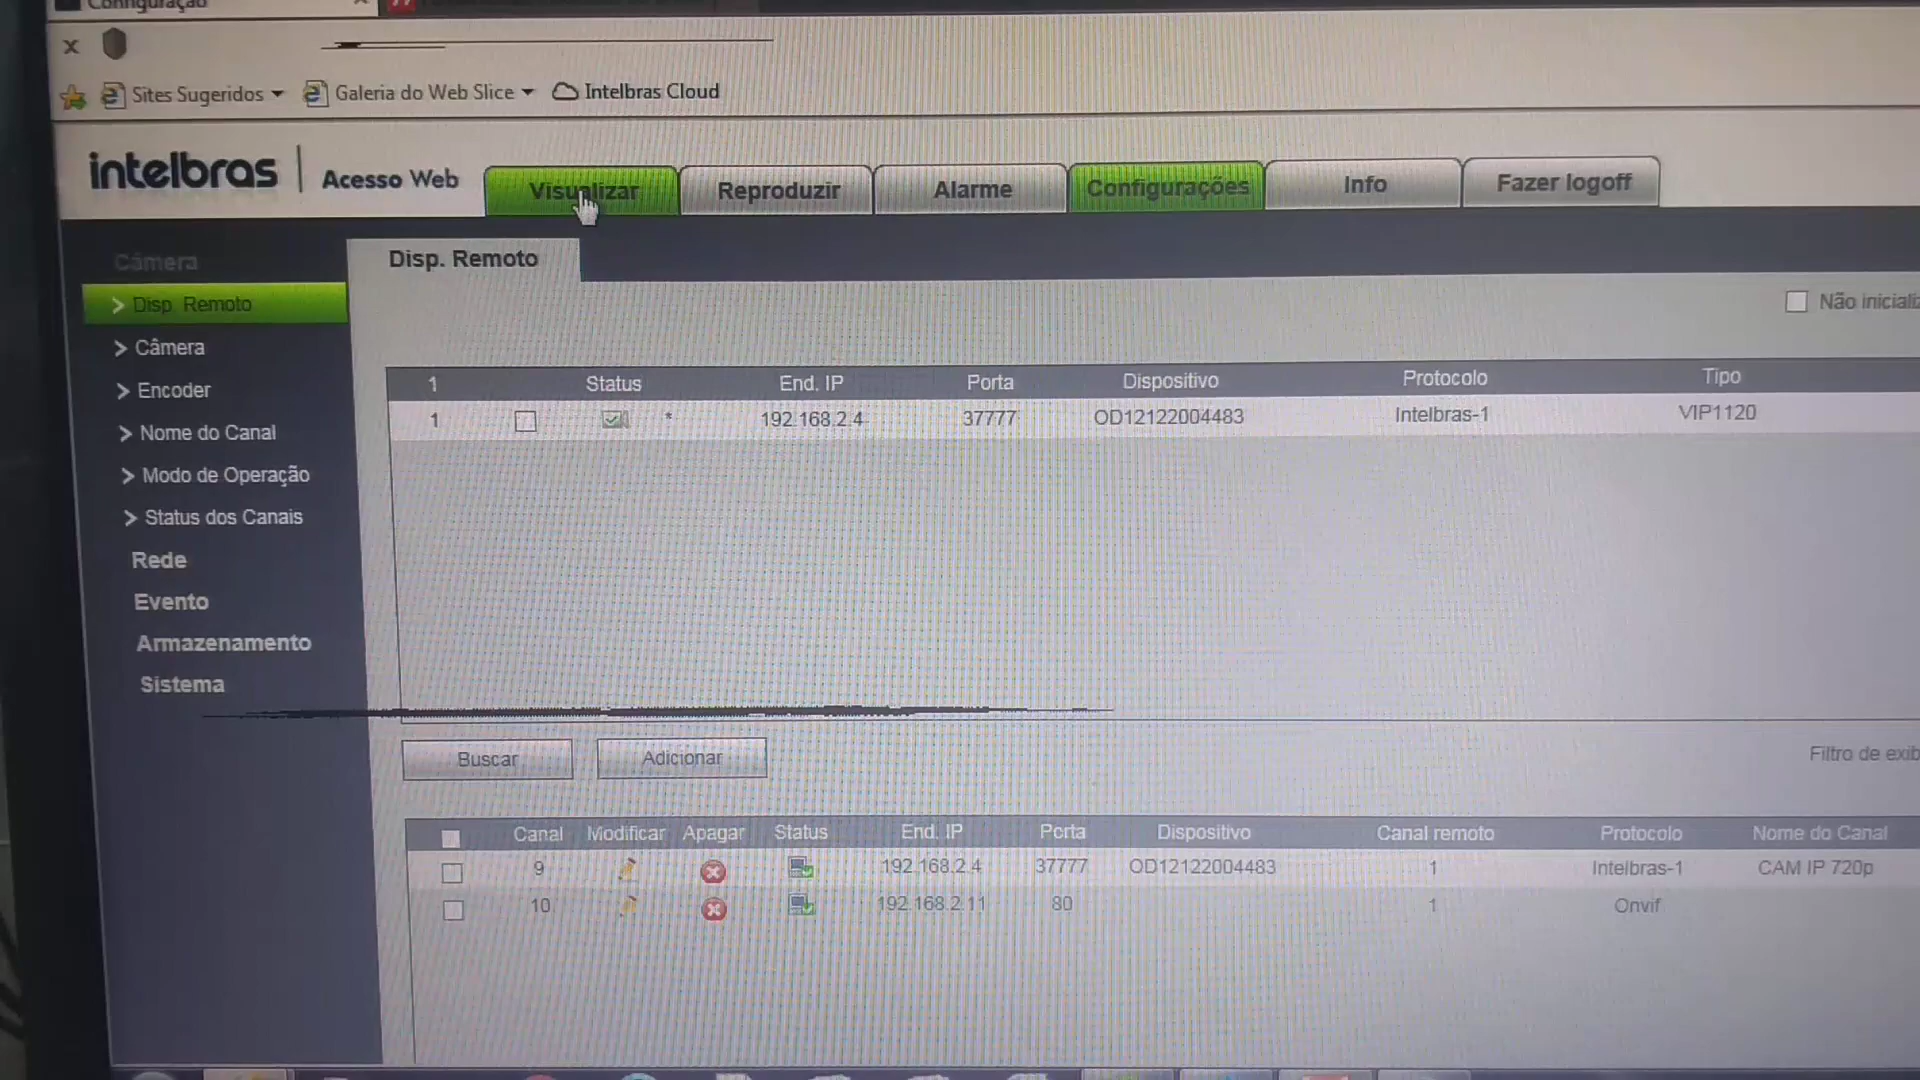 Configuração
x
Sites Sugeridos Galeria do Web Slice Intelbras Cloud
intelbras Acesso Web Visualizar Reproduzir Alarme Configurações Info Fazer logoff
Câmera
> Disp. Remoto
> Câmera
> Encoder
> Nome do Canal
> Modo de Operação
> Status dos Canais
Rede
Evento
Armazenamento
Sistema
Disp. Remoto
Não inicializ
1 Status End. IP Porta Dispositivo Protocolo Tipo
1 * 192.168.2.4 37777 OD12122004483 Intelbras-1 VIP1120
Buscar Adicionar Filtro de exib
Canal Modificar Apagar Status End. IP Porta Dispositivo Canal remoto Protocolo Nome do Canal
9 192.168.2.4 37777 OD12122004483 1 Intelbras-1 CAM IP 720p
10 192.168.2.11 80 1 Onvif